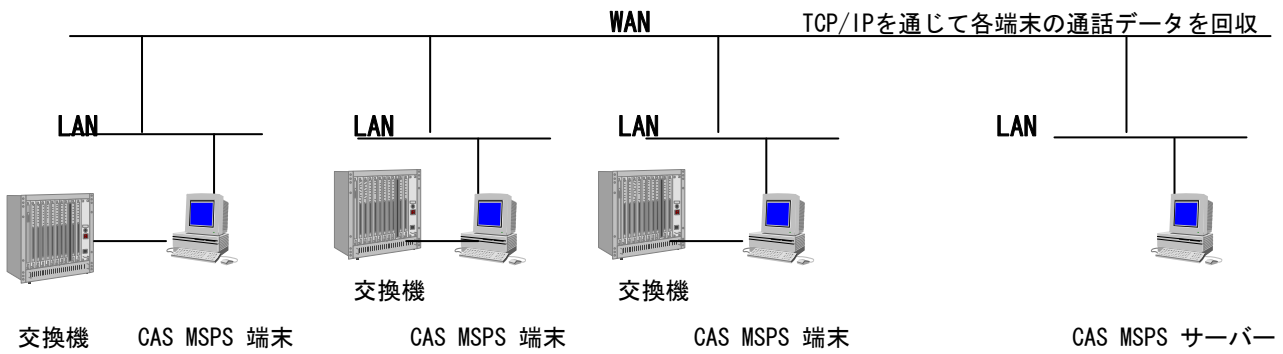 WAN TCP/IPを通じて各端末の通話データを回収
LAN LAN LAN LAN
交換機 交換機
交換機 CAS MSPS 端末 CAS MSPS 端末 CAS MSPS 端末 CAS MSPS サーバー